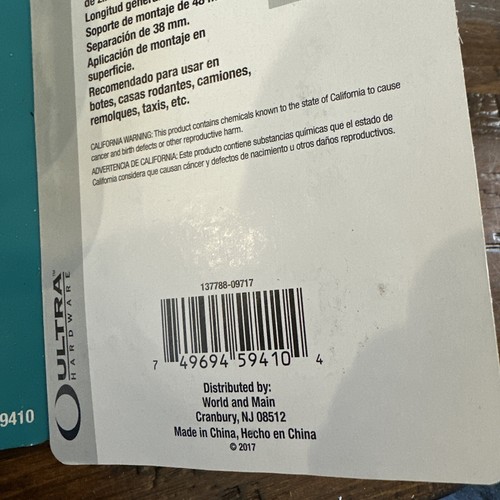 Longitud
Soporte de montaje de 48
Separación de 38 mm.
Aplicación de montaje en
superficie.
Recomendado para usar en
botes, casas rodantes, camiones,
remolques, taxis, etc.
CALIFORNIA WARNING: This product contains chemicals known to the state of California to cause
cancer and birth defects or other reproductive harm.
ADVERTENCIA DE CALIFORNIA: Este producto contiene substancias químicas que el estado de
California considera que causan cáncer y defectos de nacimiento u otros daños reproductivos.
137788-09717
7 49694 59410 4
Distributed by:
World and Main
Cranbury, NJ 08512
Made in China, Hecho en China
© 2017
ULTRA™
HARDWARE
9410